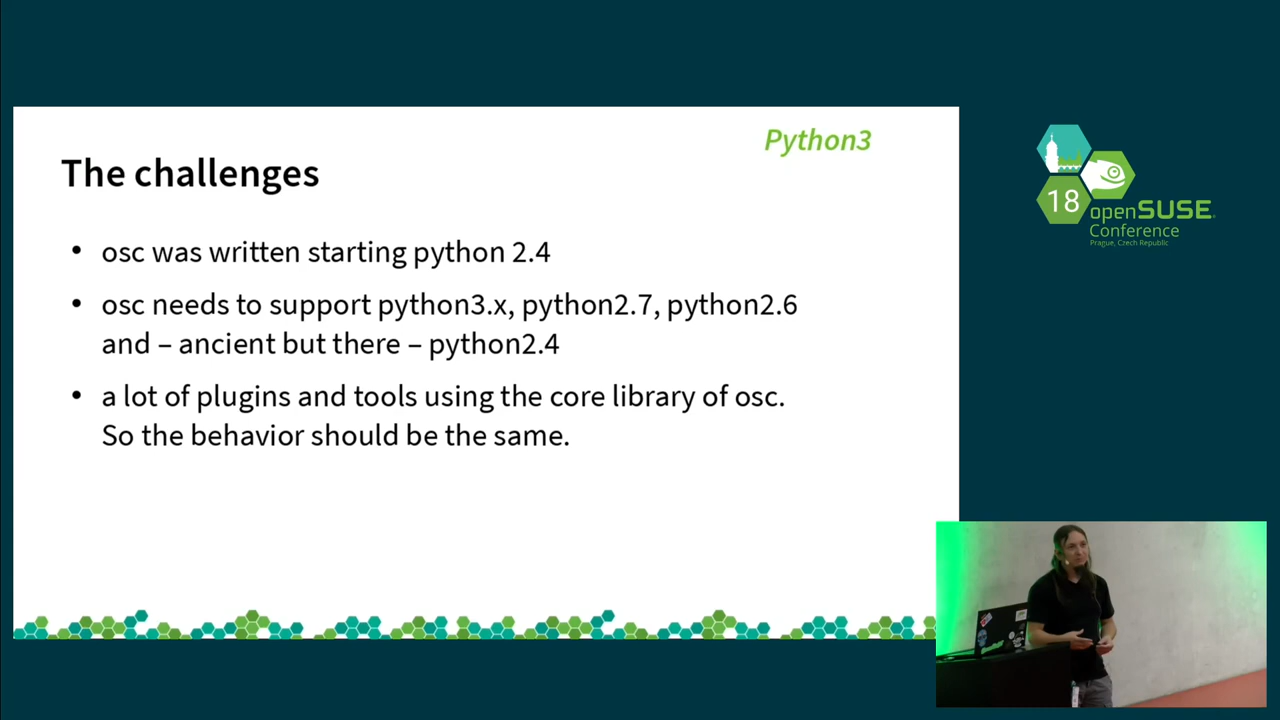 Python3
The challenges
• osc was written starting python 2.4
• osc needs to support python3.x, python2.7, python2.6
and – ancient but there – python2.4
• a lot of plugins and tools using the core library of osc.
So the behavior should be the same.
18
openSUSE
Conference
Prague, Czech Republic